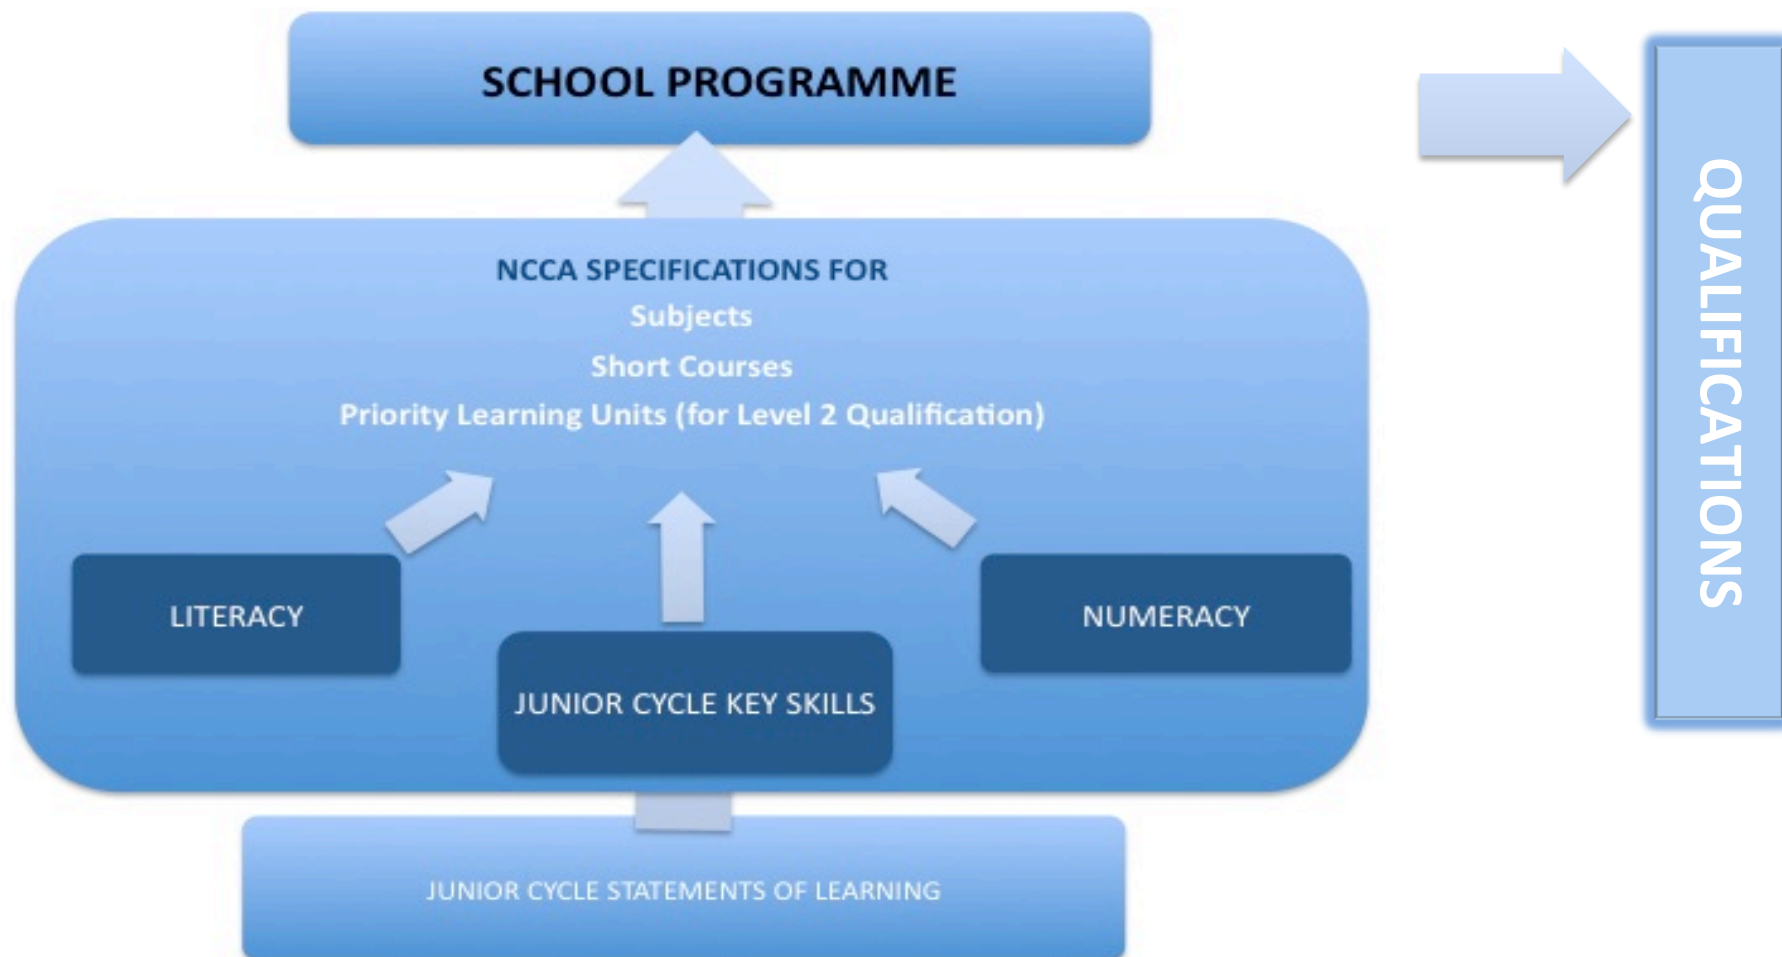 SCHOOL PROGRAMME
QUALIFICATIONS
NCCA SPECIFICATIONS FOR
Subjects
Short Courses
Priority Learning Units (for Level 2 Qualification)
LITERACY
NUMERACY
JUNIOR CYCLE KEY SKILLS
JUNIOR CYCLE STATEMENTS OF LEARNING